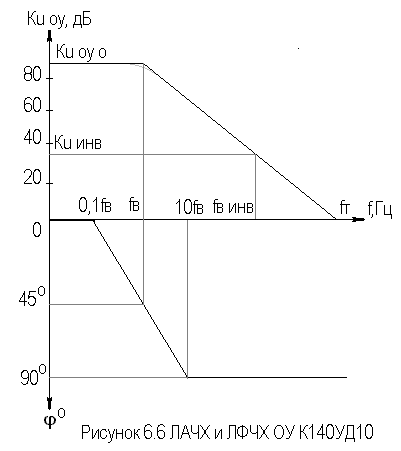 Ku оу, дБ
Ku оу о
80
60
40
Ku инв
20
0,1fв
fв
10fв
fв инв
fт
f,Гц
0
45⁰
90⁰
φ⁰
Рисунок 6.6 ЛАЧХ и ЛФЧХ ОУ К140УД10